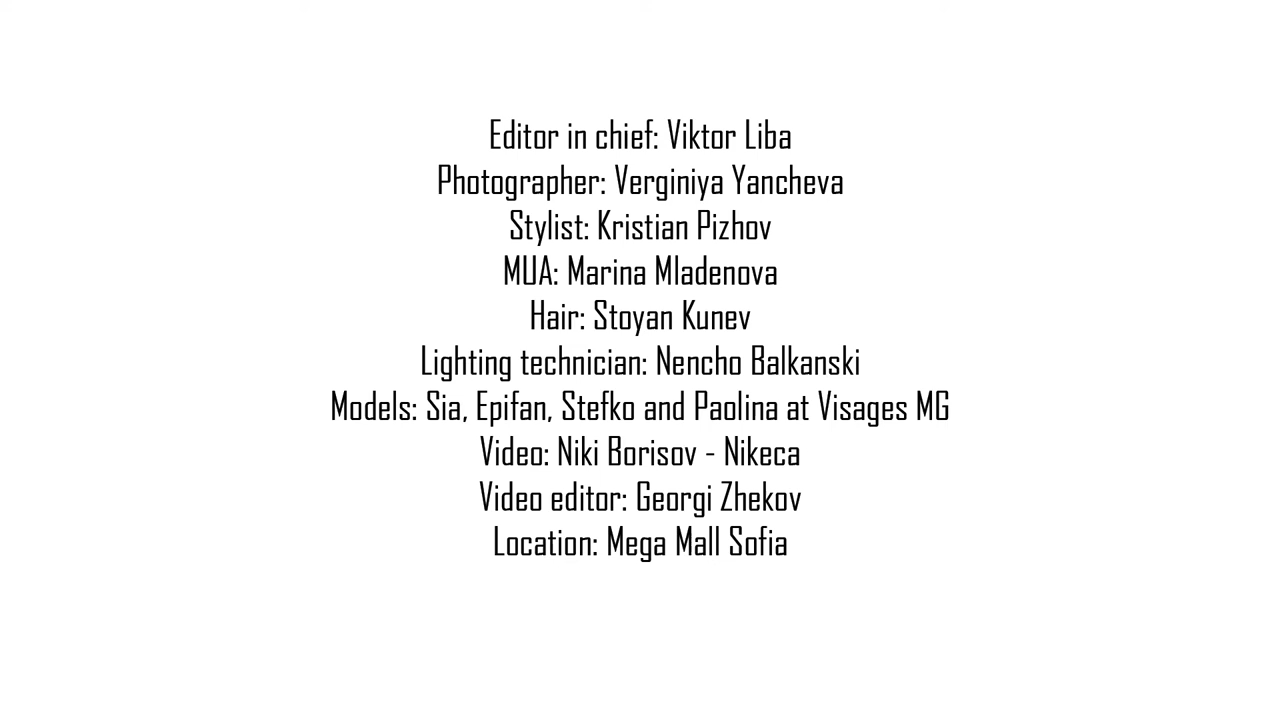 Editor in chief: Viktor Liba
Photographer: Verginiya Yancheva
Stylist: Kristian Pizhov
MUA: Marina Mladenova
Hair: Stoyan Kunev
Lighting technician: Nencho Balkanski
Models: Sia, Epifan, Stefko and Paolina at Visages MG
Video: Niki Borisov - Nikeca
Video editor: Georgi Zhekov
Location: Mega Mall Sofia